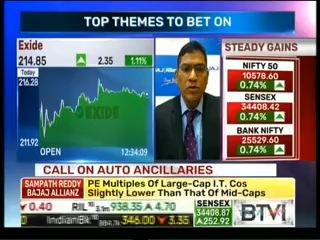 TOP THEMES TO BET ON
Exide
214.85
2.35
1.11%
Today
216.28
EXIDE
211.92
OPEN
12:34:09
STEADY GAINS
NIFTY 50
10578.60
0.74%
SENSEX
34408.42
0.74%
BANK NIFTY
25529.60
0.74%
CALL ON AUTO ANCILLARIES
SAMPATH REDDY
BAJAJ ALLIANZ
PE Multiples Of Large-Cap I.T. Cos
Slightly Lower Than That Of Mid-Caps
0.40
RIL
938.35
4.70
SENSEX
34408.87
252.92
IndianBk
346.00
3.35
BTVi